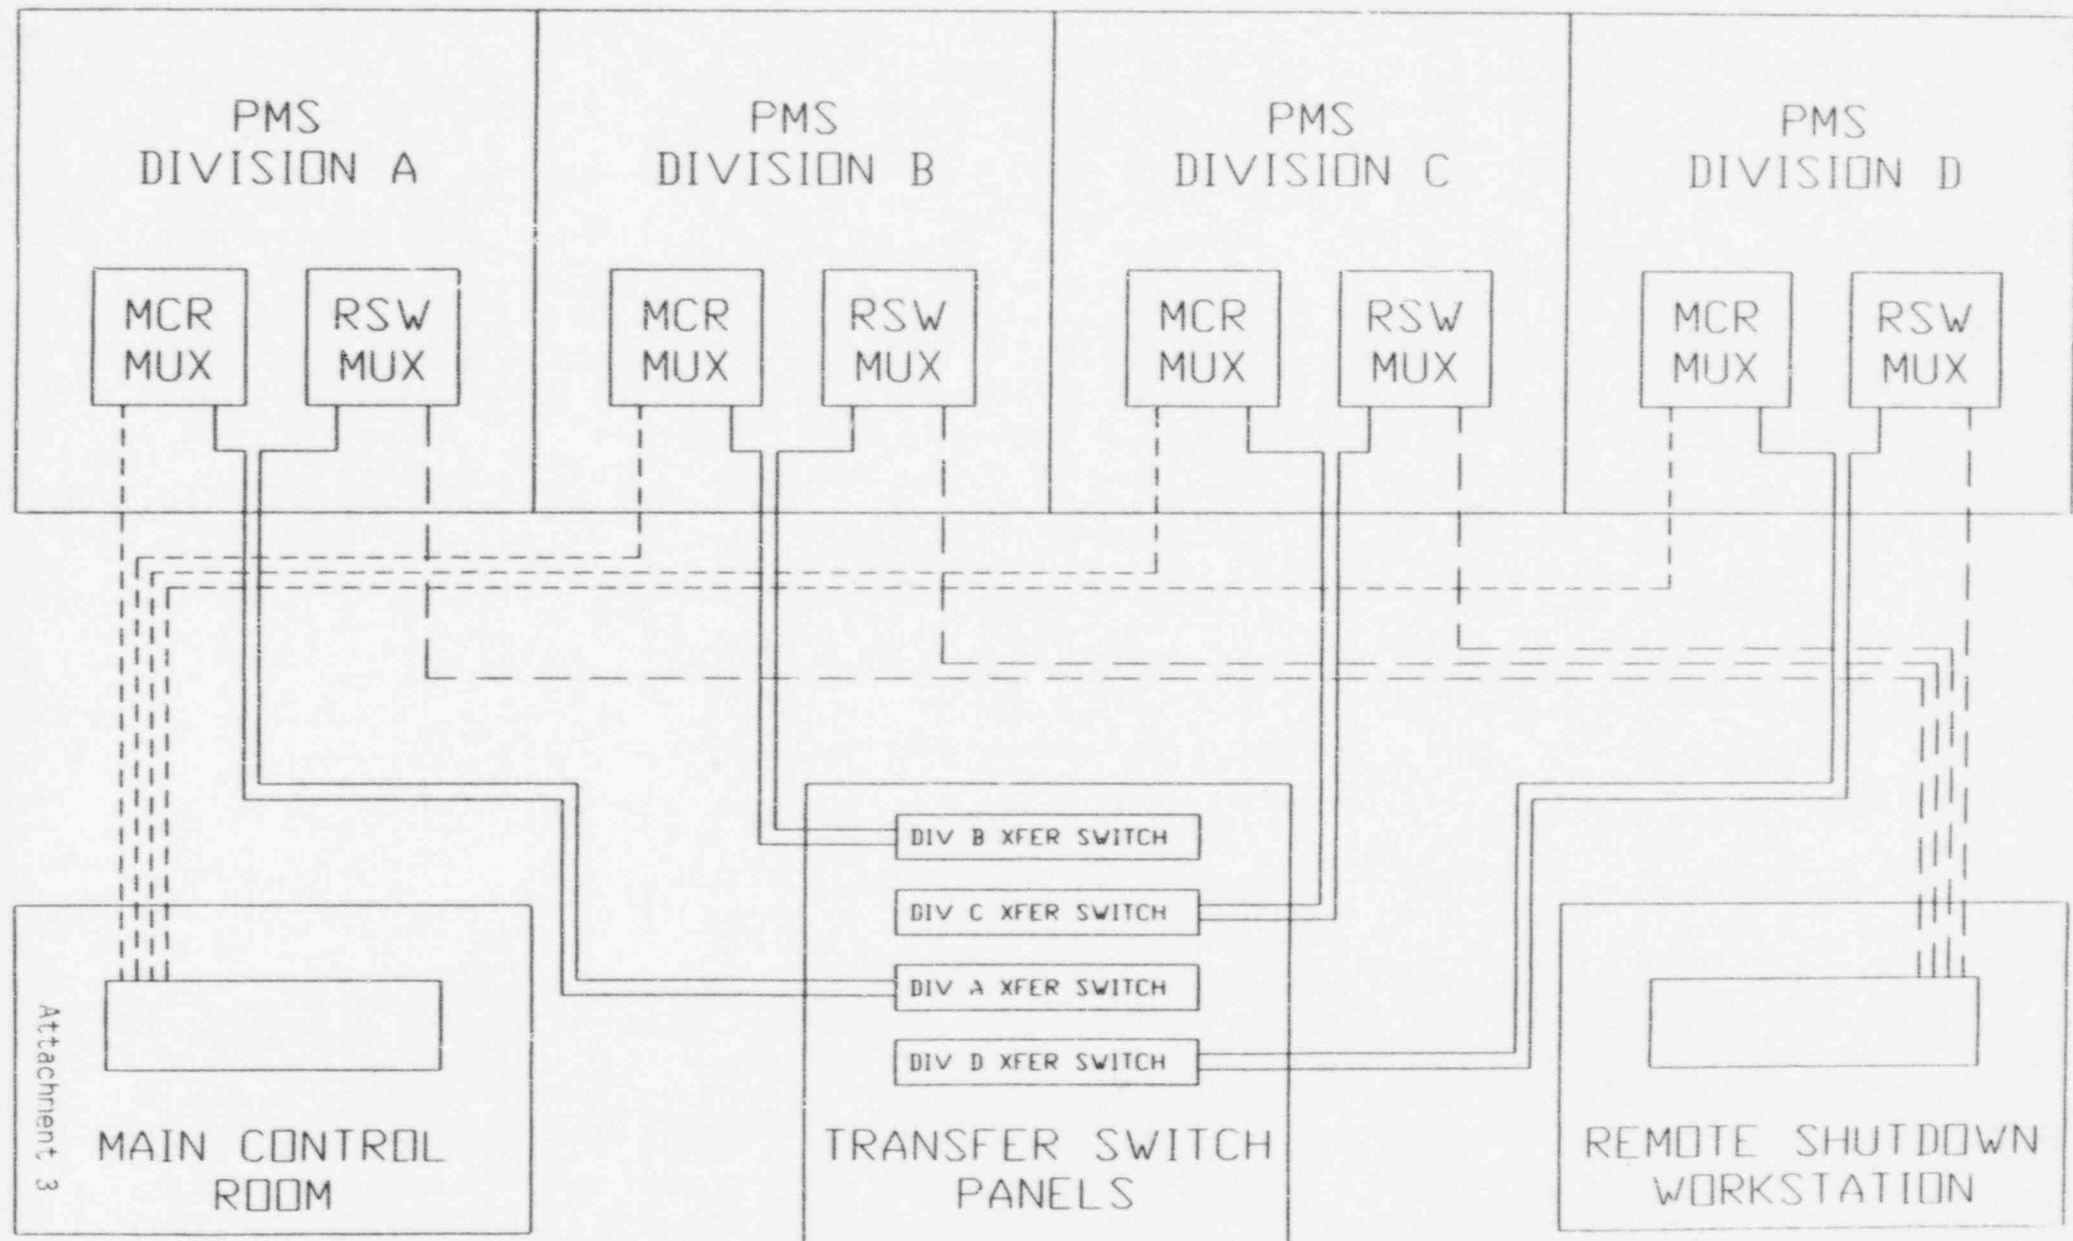 PMS
DIVISION A
PMS
DIVISION B
PMS
DIVISION C
PMS
DIVISION D
MCR
MUX
RSW
MUX
MCR
MUX
RSW
MUX
MCR
MUX
RSW
MUX
MCR
MUX
RSW
MUX
DIV B XFER SWITCH
DIV C XFER SWITCH
DIV A XFER SWITCH
DIV D XFER SWITCH
Attachment 3
MAIN CONTROL
ROOM
TRANSFER SWITCH
PANELS
REMOTE SHUTDOWN
WORKSTATION